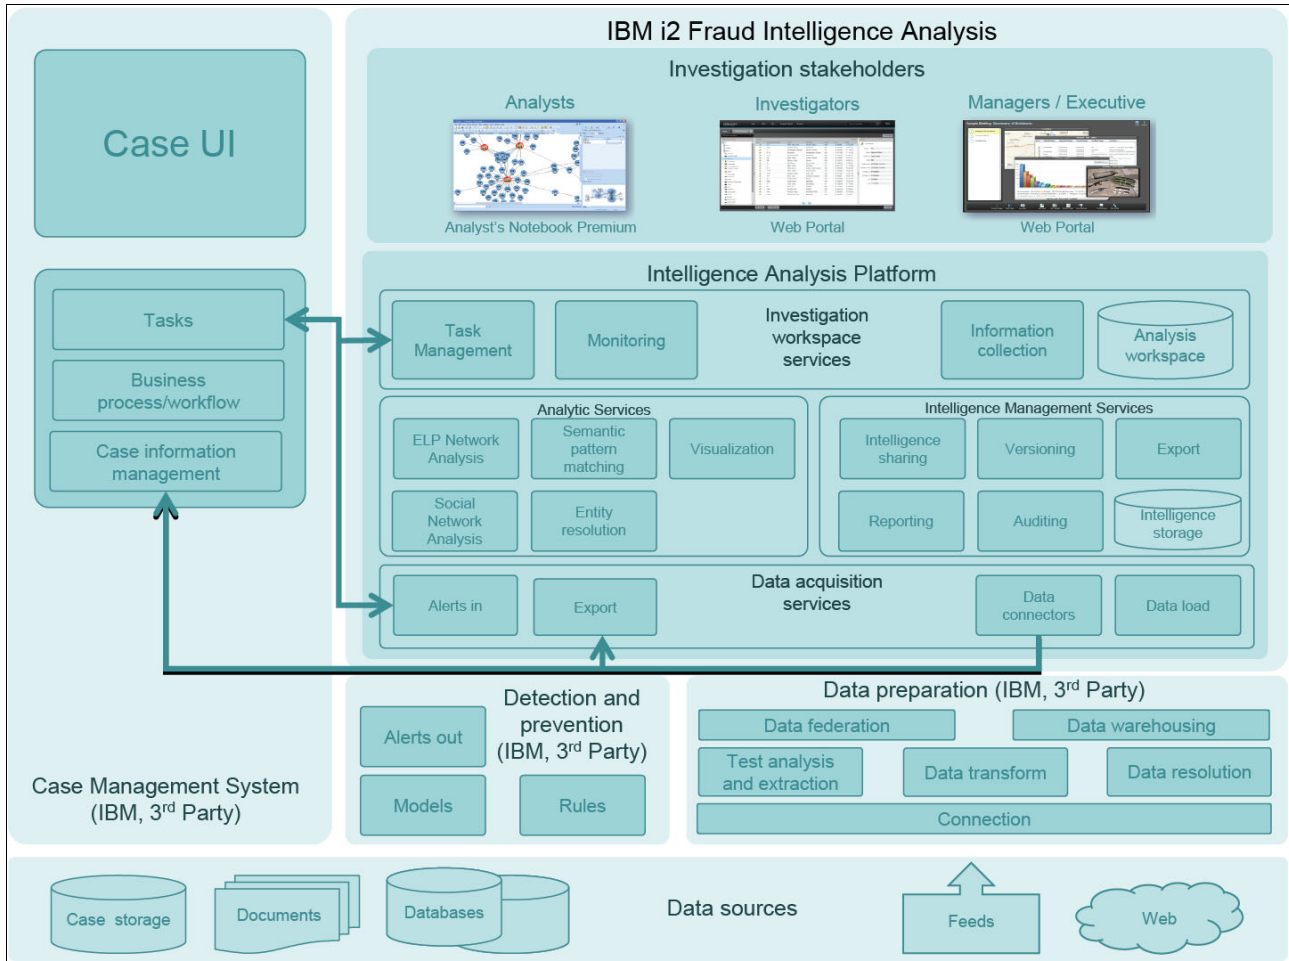 IBM i2 Fraud Intelligence Analysis
Case UI
Investigation stakeholders
Analysts
Investigators
Managers / Executive
Analyst's Notebook Premium
Web Portal
Web Portal
Intelligence Analysis Platform
Tasks
Business
process/workflow
Case information
management
Task
Management
Monitoring
Investigation
workspace
services
Information
collection
Analysis
workspace
Analytic Services
ELP Network
Analysis
Semantic
pattern
matching
Visualization
Social
Network
Analysis
Entity
resolution
Intelligence Management Services
Intelligence
sharing
Versioning
Export
Reporting
Auditing
Intelligence
storage
Alerts in
Export
Data acquisition
services
Data
connectors
Data load
Case Management System
(IBM, 3rd Party)
Detection and
prevention
(IBM, 3rd Party)
Alerts out
Models
Rules
Data preparation (IBM, 3rd Party)
Data federation
Data warehousing
Test analysis
and extraction
Data transform
Data resolution
Connection
Case storage
Documents
Databases
Data sources
Feeds
Web